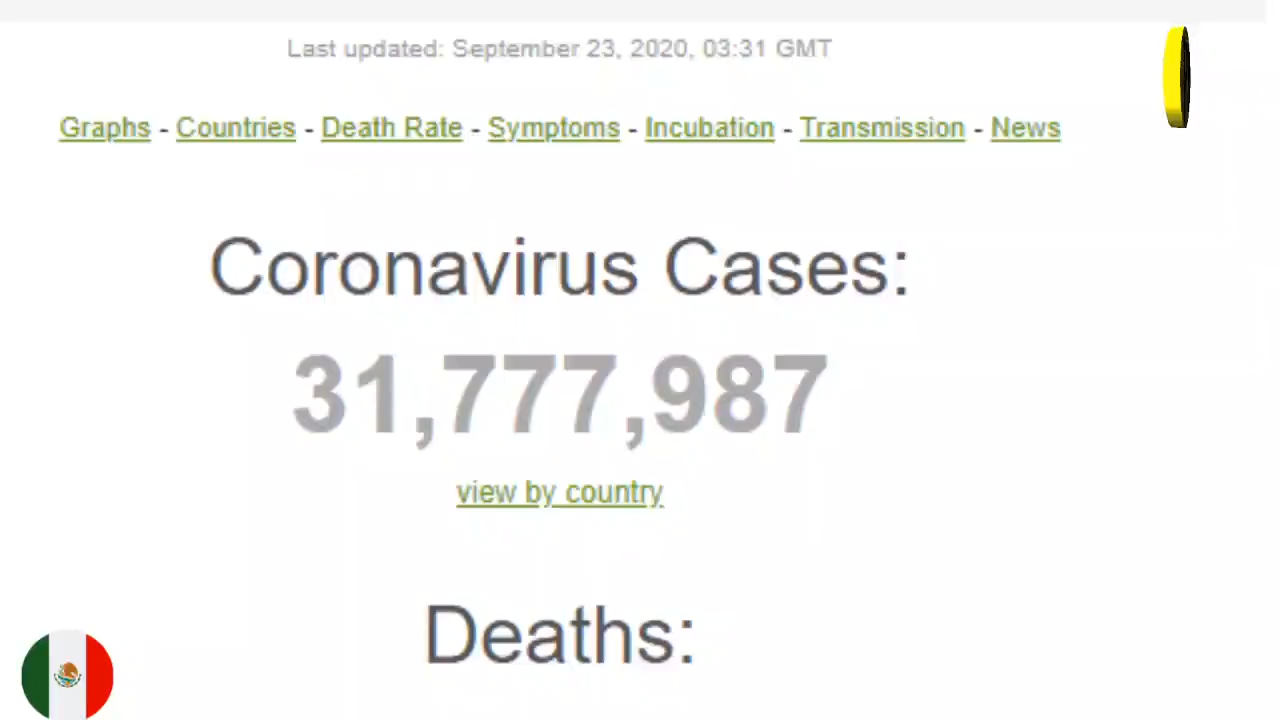 Last updated: September 23, 2020, 03:31 GMT
Graphs - Countries - Death Rate - Symptoms - Incubation - Transmission - News
Coronavirus Cases:
31,777,987
view by country
Deaths: